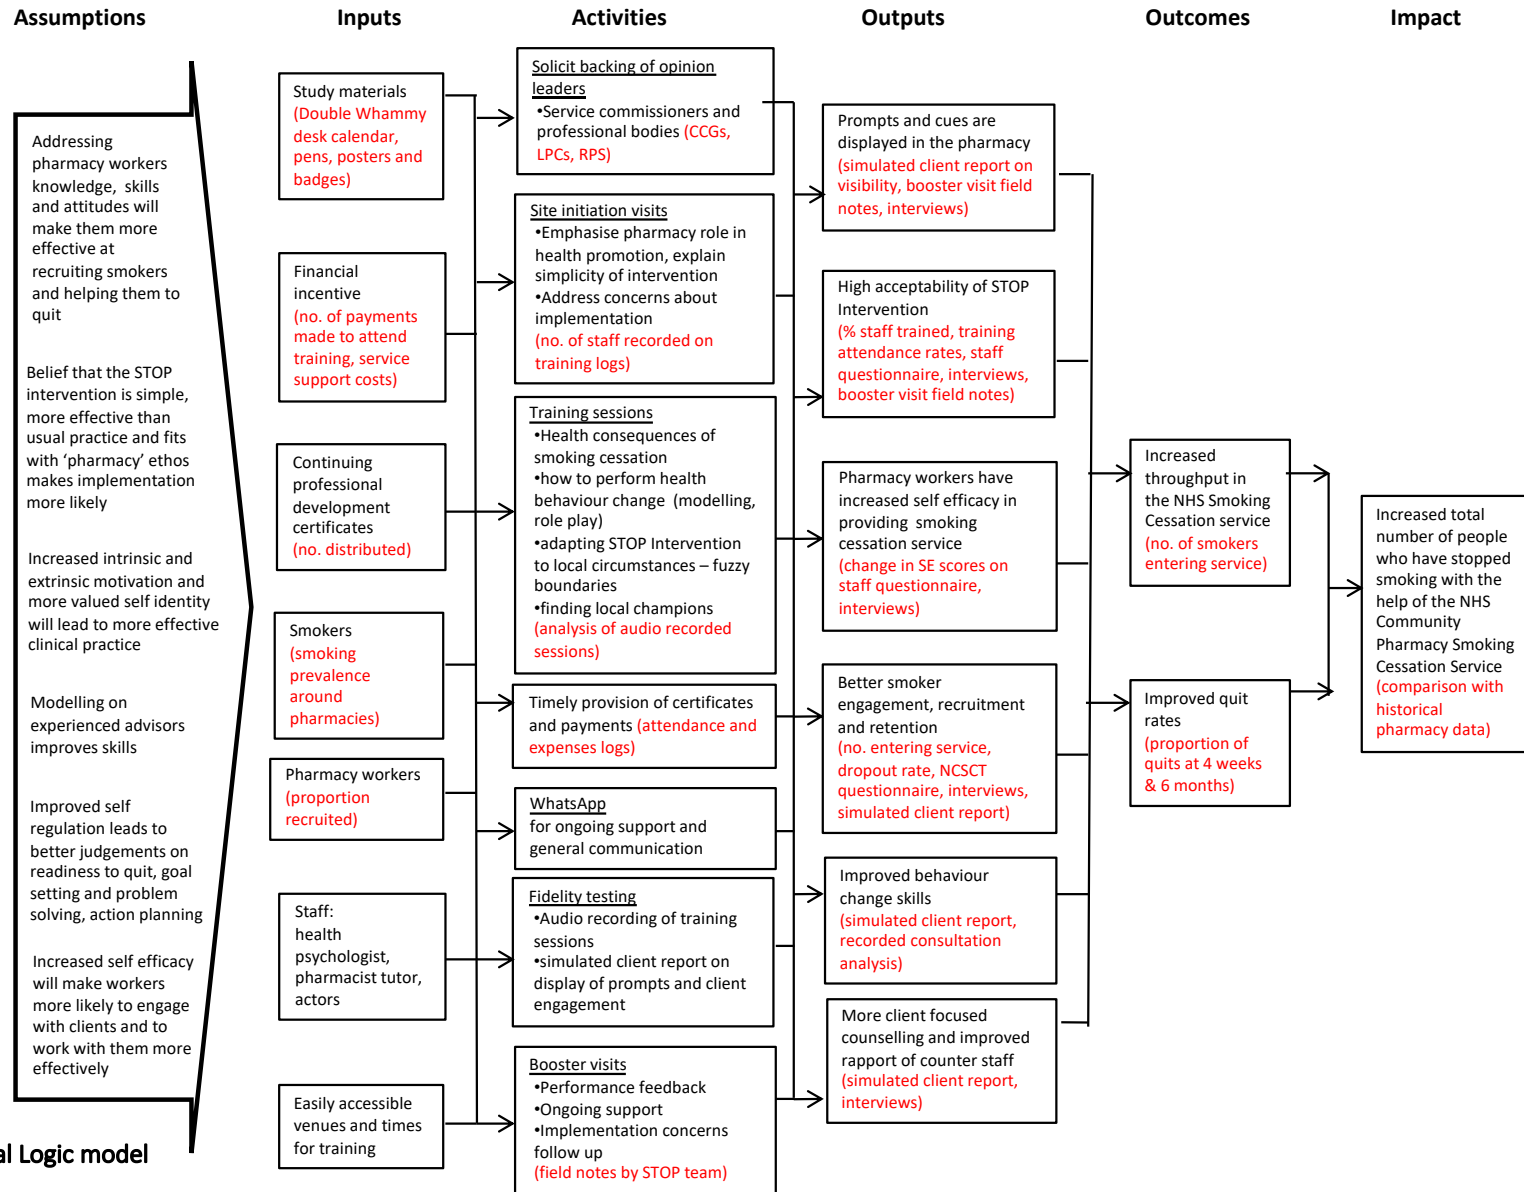 Assumptions
Inputs
Activities
Outputs
Outcomes
Impact
Addressing
pharmacy workers
knowledge, skills
and attitudes will
make them more
effective at
recruiting smokers
and helping them to
quit
Belief that the STOP
intervention is simple,
more effective than
usual practice and fits
with ‘pharmacy’ ethos
makes implementation
more likely
Increased intrinsic and
extrinsic motivation and
more valued self identity
will lead to more effective
clinical practice
Modelling on
experienced advisors
improves skills
Improved self
regulation leads to
better judgements on
readiness to quit, goal
setting and problem
solving, action planning
Increased self efficacy
will make workers
more likely to engage
with clients and to
work with them more
effectively
al Logic model
Study materials
(Double Whammy
desk calendar,
pens, posters and
badges)
Financial
incentive
(no. of payments
made to attend
training, service
support costs)
Continuing
professional
development
certificates
(no. distributed)
Smokers
(smoking
prevalence
around
pharmacies)
Pharmacy workers
(proportion
recruited)
Staff:
health
psychologist,
pharmacist tutor,
actors
Easily accessible
venues and times
for training
Solicit backing of opinion
leaders
•Service commissioners and
professional bodies (CCGs,
LPCs, RPS)
Site initiation visits
•Emphasise pharmacy role in
health promotion, explain
simplicity of intervention
•Address concerns about
implementation
(no. of staff recorded on
training logs)
Training sessions
•Health consequences of
smoking cessation
•how to perform health
behaviour change (modelling,
role play)
•adapting STOP Intervention
to local circumstances – fuzzy
boundaries
•finding local champions
(analysis of audio recorded
sessions)
Timely provision of certificates
and payments (attendance and
expenses logs)
WhatsApp
for ongoing support and
general communication
Fidelity testing
•Audio recording of training
sessions
•simulated client report on
display of prompts and client
engagement
Booster visits
•Performance feedback
•Ongoing support
•Implementation concerns
follow up
(field notes by STOP team)
Prompts and cues are
displayed in the pharmacy
(simulated client report on
visibility, booster visit field
notes, interviews)
High acceptability of STOP
Intervention
(% staff trained, training
attendance rates, staff
questionnaire, interviews,
booster visit field notes)
Pharmacy workers have
increased self efficacy in
providing smoking
cessation service
(change in SE scores on
staff questionnaire,
interviews)
Better smoker
engagement, recruitment
and retention
(no. entering service,
dropout rate, NCSCT
questionnaire, interviews,
simulated client report)
Improved behaviour
change skills
(simulated client report,
recorded consultation
analysis)
More client focused
counselling and improved
rapport of counter staff
(simulated client report,
interviews)
Increased
throughput in
the NHS Smoking
Cessation service
(no. of smokers
entering service)
Improved quit
rates
(proportion of
quits at 4 weeks
& 6 months)
Increased total
number of people
who have stopped
smoking with the
help of the NHS
Community
Pharmacy Smoking
Cessation Service
(comparison with
historical
pharmacy data)